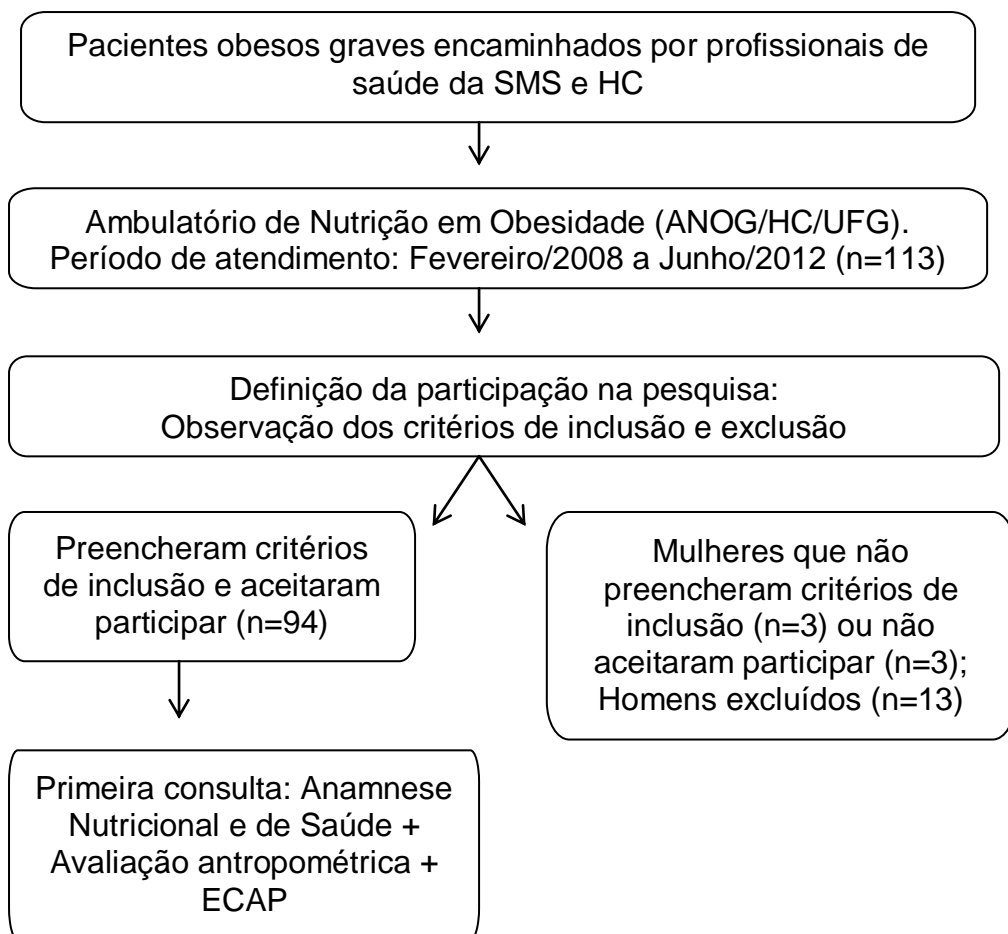 Pacientes obesos graves encaminhados por profissionais de
saúde da SMS e HC
Ambulatório de Nutrição em Obesidade (ANOG/HC/UFG).
Período de atendimento: Fevereiro/2008 a Junho/2012 (n=113)
Definição da participação na pesquisa:
Observação dos critérios de inclusão e exclusão
Preencheram critérios
de inclusão e aceitaram
participar (n=94)
Mulheres que não
preencheram critérios de
inclusão (n=3) ou não
aceitaram participar (n=3);
Homens excluídos (n=13)
Primeira consulta: Anamnese
Nutricional e de Saúde +
Avaliação antropométrica +
ECAP